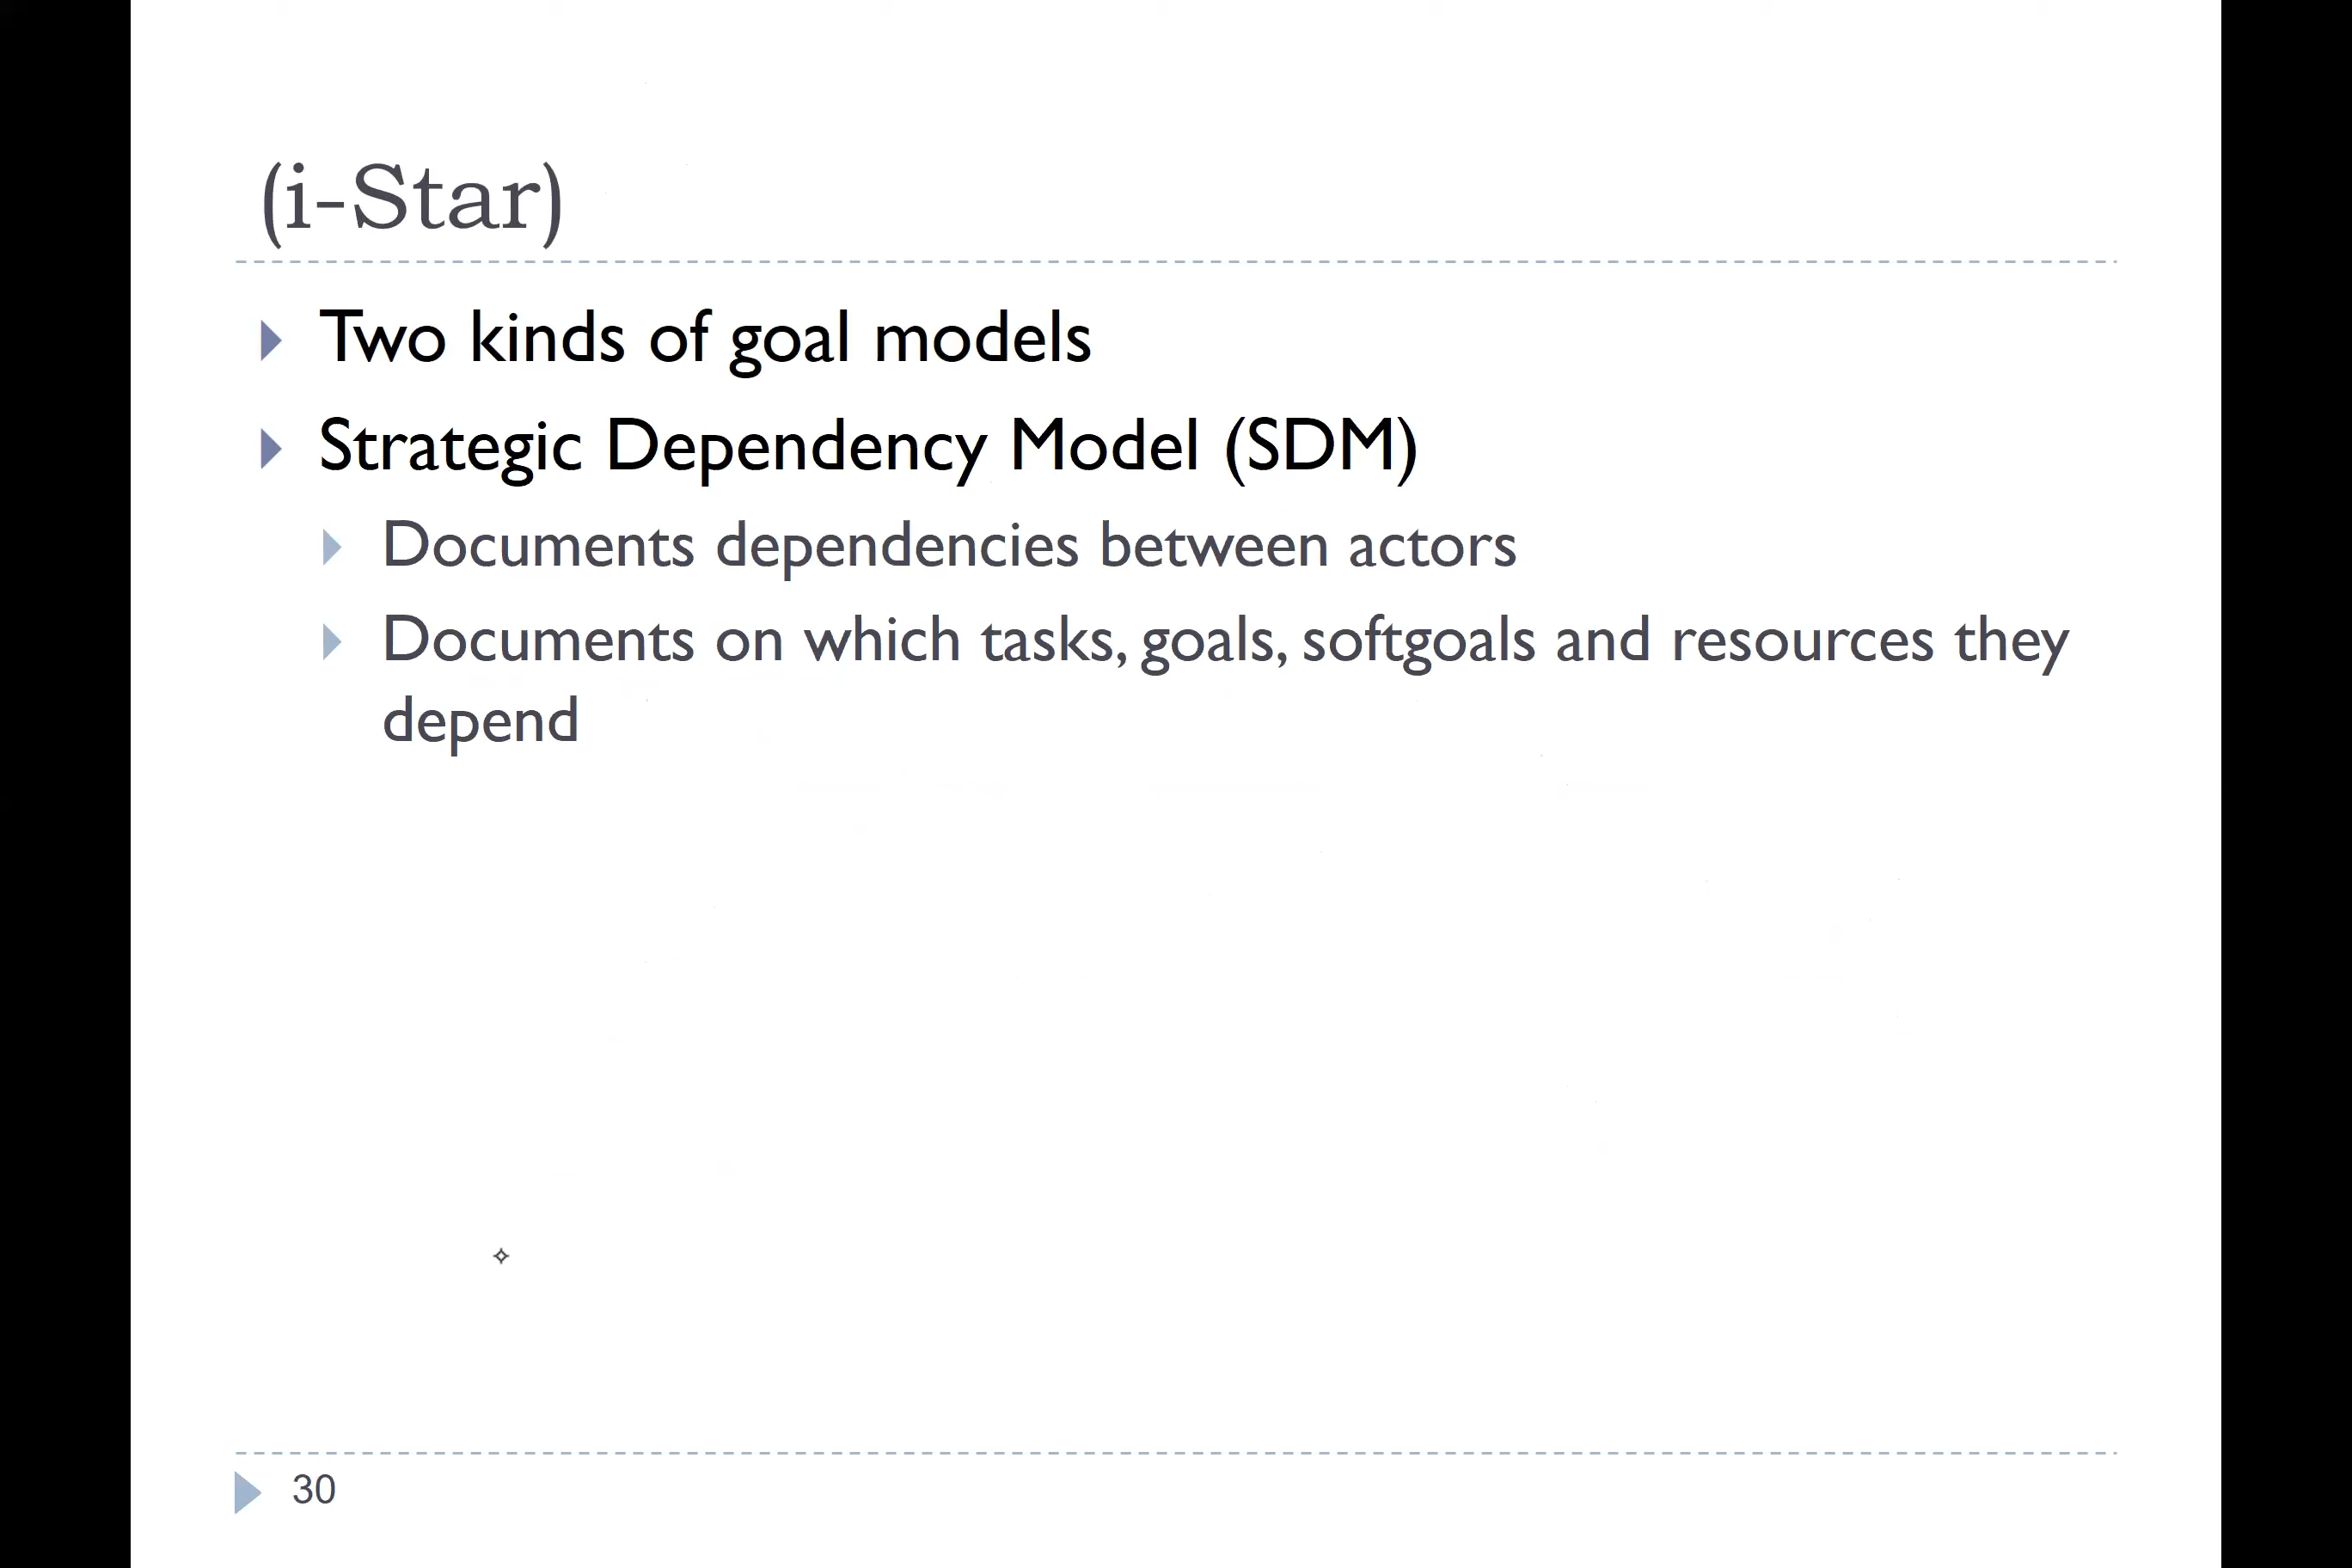 (i-Star)
Two kinds of goal models
Strategic Dependency Model (SDM)
Documents dependencies between actors
Documents on which tasks, goals, softgoals and resources they
depend
30